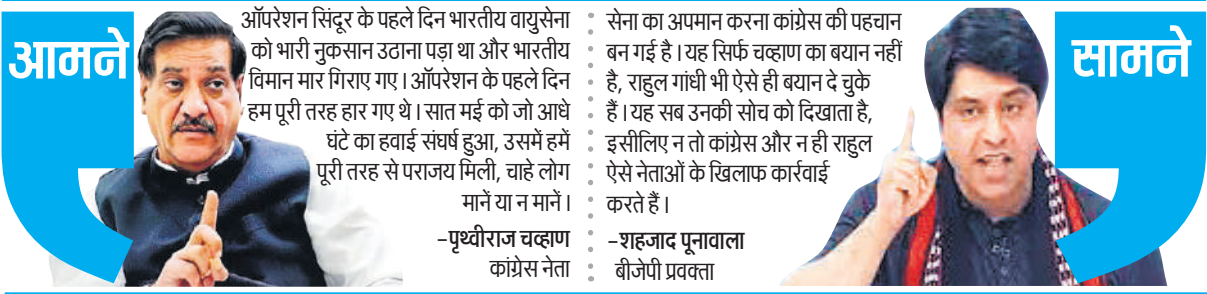 आमने
ऑपरेशन सिंदूर के पहले दिन भारतीय वायुसेना
को भारी नुकसान उठाना पड़ा था और भारतीय
विमान मार गिराए गए । ऑपरेशन के पहले दिन
हम पूरी तरह हार गए थे । सात मई को जो आधे
घंटे का हवाई संघर्ष हुआ, उसमें हमें
पूरी तरह से पराजय मिली, चाहे लोग
मानें या न मानें ।
-पृथ्वीराज चव्हाण
कांग्रेस नेता
सेना का अपमान करना कांग्रेस की पहचान
बन गई है । यह सिर्फ चव्हाण का बयान नहीं
है, राहुल गांधी भी ऐसे ही बयान दे चुके
हैं । यह सब उनकी सोच को दिखाता है,
इसीलिए न तो कांग्रेस और न ही राहुल
ऐसे नेताओं के खिलाफ कार्रवाई
करते हैं ।
-शहजाद पूनावाला
बीजेपी प्रवक्ता
सामने